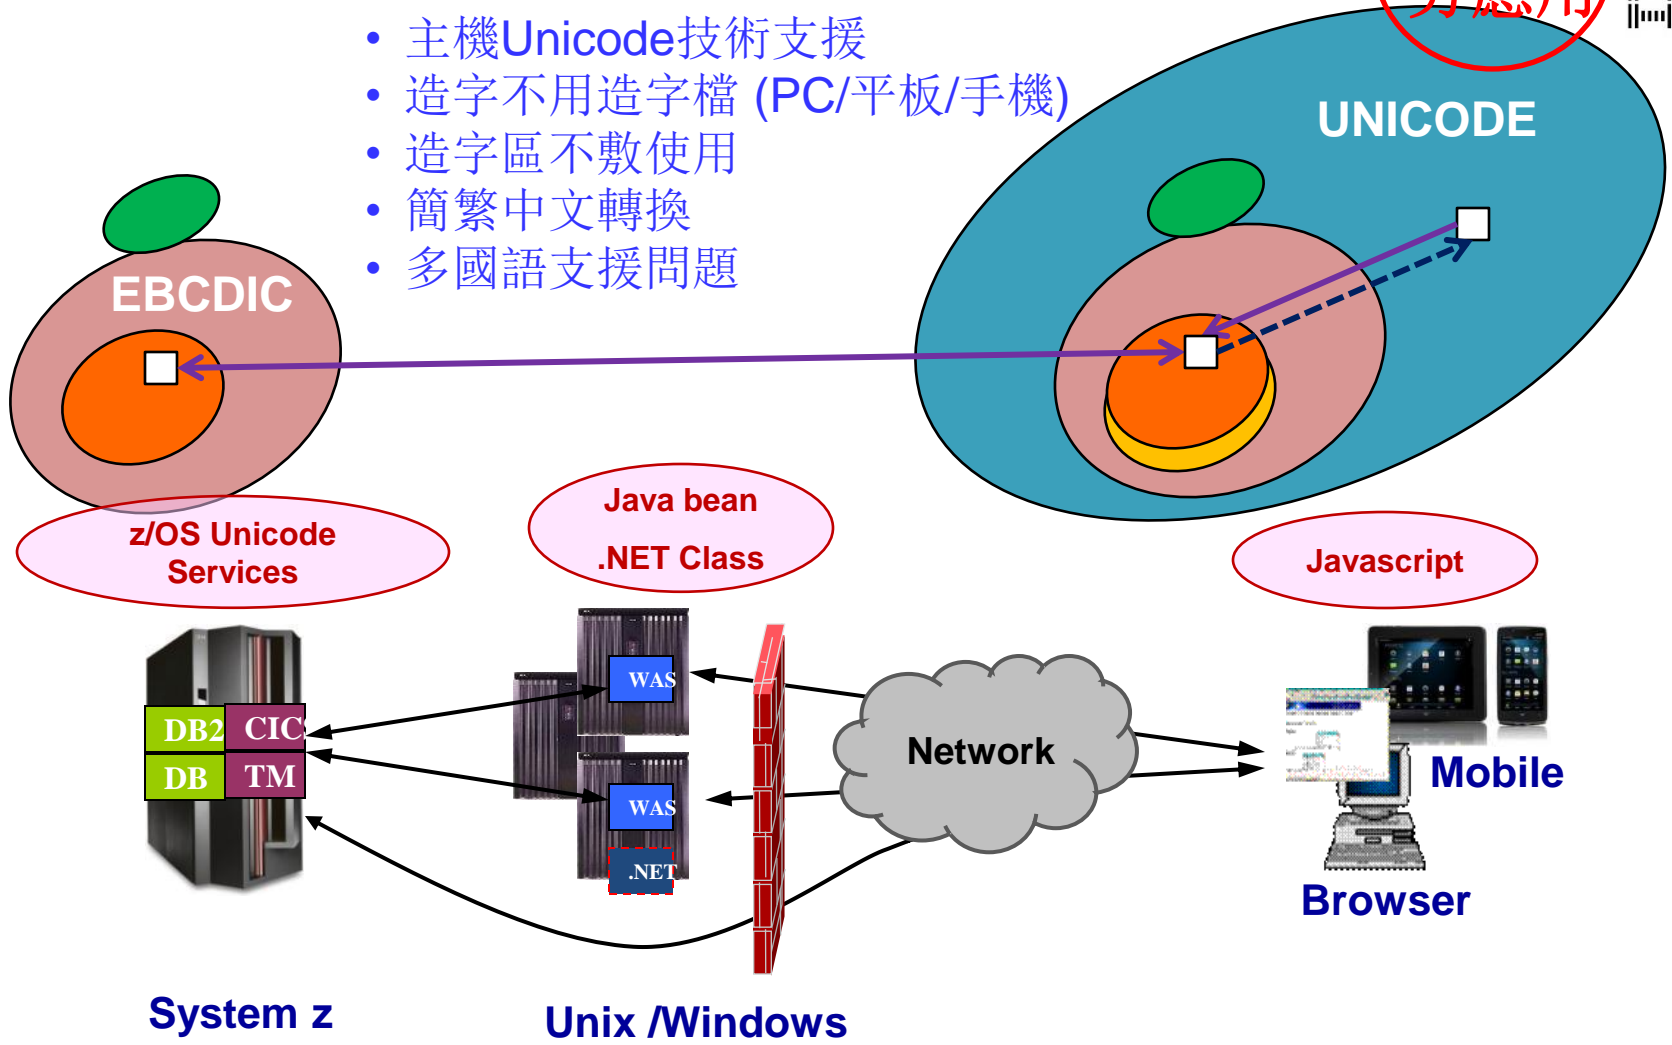 • 主機Unicode技術支援
• 造字不用造字檔 (PC/平板/手機)
• 造字區不敷使用
• 簡繁中文轉換
• 多國語支援問題
UNICODE
EBCDIC
z/OS Unicode
Services
Java bean
.NET Class
Javascript
WAS
DB2
CICS
DB
TM
WAS
.NET
Network
Mobile
Browser
System z
Unix /Windows